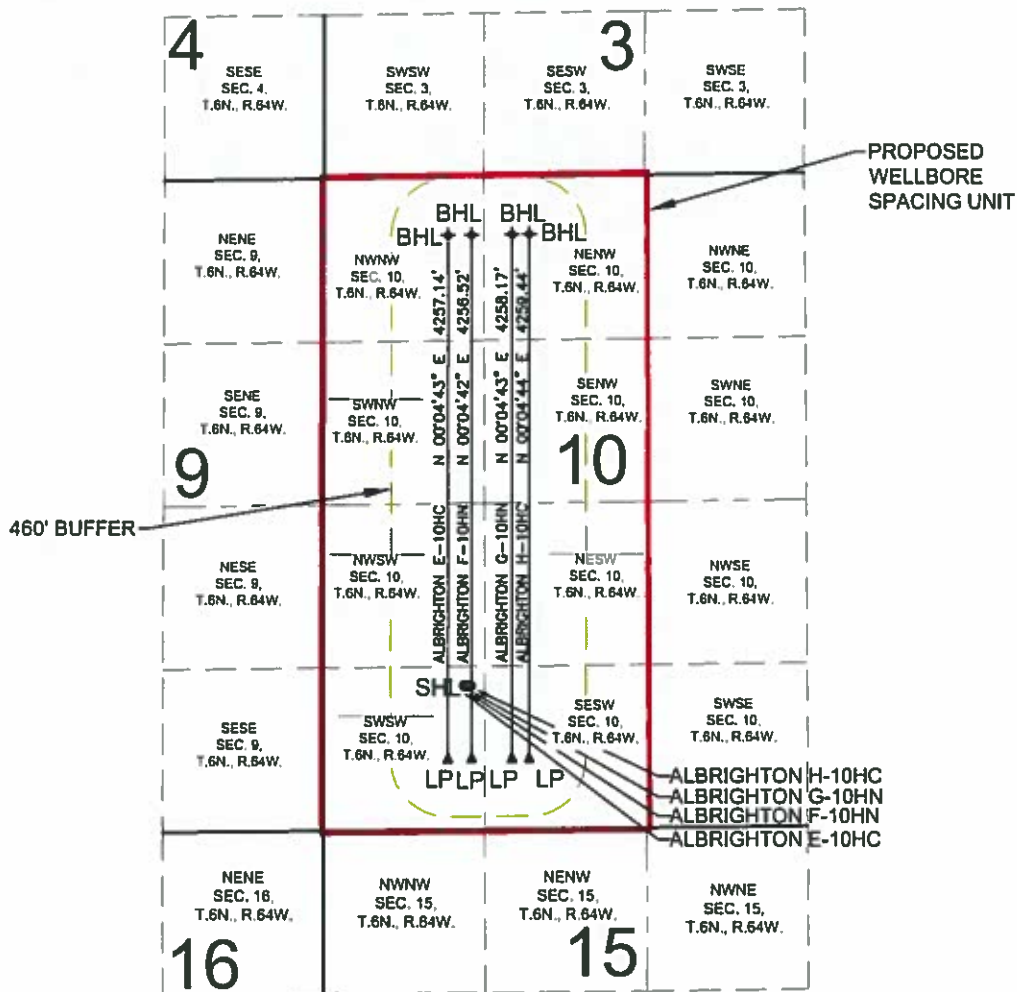 4
3
SESE
SEC. 4,
T.6N., R.64W.
SWSW
SEC. 3,
T.6N., R.64W.
SESW
SEC. 3,
T.6N., R.64W.
SWSE
SEC. 3,
T.6N., R.64W.
PROPOSED
WELLBORE
SPACING UNIT
NENE
SEC. 9,
T.6N., R.64W.
NWNW
SEC. 10,
T.6N., R.64W.
BHL
BHL
BHL
BHL
NENW
SEC. 10,
T.6N., R.64W.
NWNE
SEC. 10,
T.6N., R.64W.
SENE
SEC. 9,
T.6N., R.64W.
SWNW
SEC. 10,
T.6N., R.64W.
SENW
SEC. 10,
T.6N., R.64W.
SWNE
SEC. 10,
T.6N., R.64W.
9
10
ALBRIGHTON E-10HC N 00°04'43" E 4257.14'
ALBRIGHTON F-10HN N 00°04'42" E 4256.52'
ALBRIGHTON G-10HN N 00°04'43" E 4258.17'
ALBRIGHTON H-10HC N 00°04'44" E 4259.44'
460' BUFFER
NESE
SEC. 9,
T.6N., R.64W.
NWSW
SEC. 10,
T.6N., R.64W.
NESW
SEC. 10,
T.6N., R.64W.
NWSE
SEC. 10,
T.6N., R.64W.
SHL
SESE
SEC. 9,
T.6N., R.64W.
SWSW
SEC. 10,
T.6N., R.64W.
SESW
SEC. 10,
T.6N., R.64W.
SWSE
SEC. 10,
T.6N., R.64W.
LP
LP
LP
LP
ALBRIGHTON H-10HC
ALBRIGHTON G-10HN
ALBRIGHTON F-10HN
ALBRIGHTON E-10HC
NENE
SEC. 16,
T.6N., R.64W.
NWNW
SEC. 15,
T.6N., R.64W.
NENW
SEC. 15,
T.6N., R.64W.
NWNE
SEC. 15,
T.6N., R.64W.
16
15